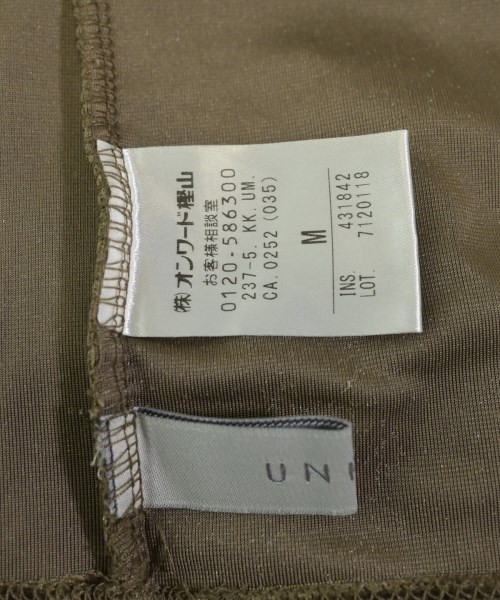 ㈱オンワード樫山
お客様相談室
0120-586300
237-5. KK. UM.
CA. 0252 (035)
M
INS. 431842
LOT. 7120118
UN